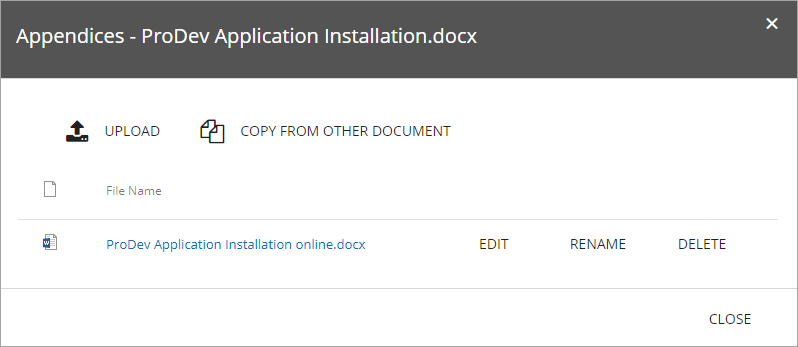 Appendices - ProDev Application Installation.docx
UPLOAD COPY FROM OTHER DOCUMENT
File Name
ProDev Application Installation online.docx EDIT RENAME DELETE
CLOSE